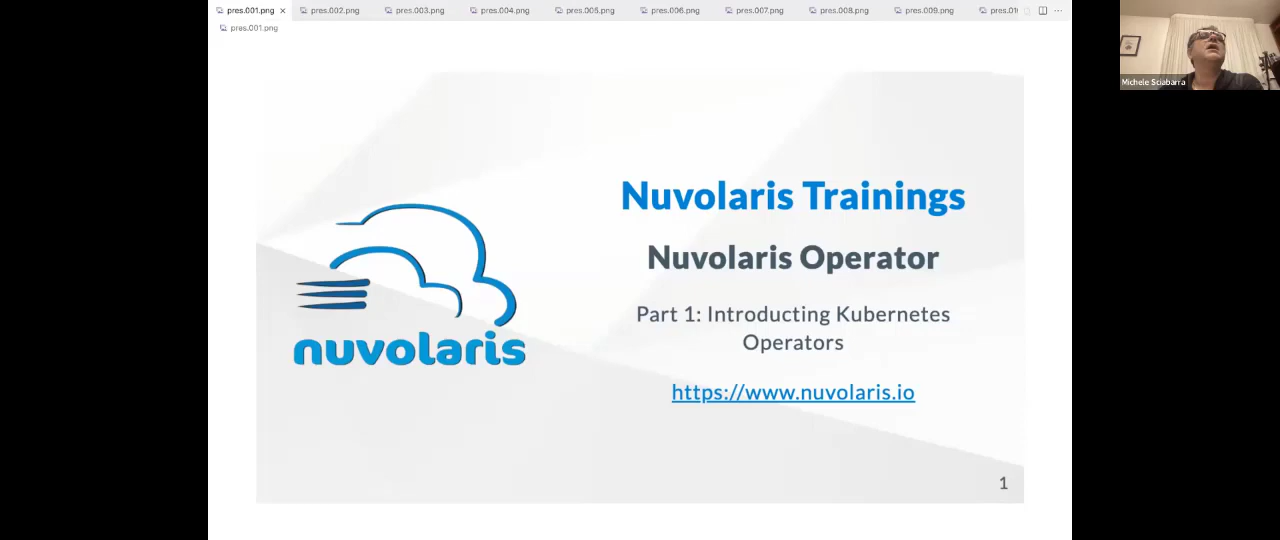 pres.001.png
pres.002.png
pres.003.png
pres.004.png
pres.005.png
pres.006.png
pres.007.png
pres.008.png
pres.009.png
pres.01
pres.001.png
Michele Sciabarra
Nuvolaris Trainings
Nuvolaris Operator
Part 1: Introducting Kubernetes
Operators
https://www.nuvolaris.io
nuvolaris
1